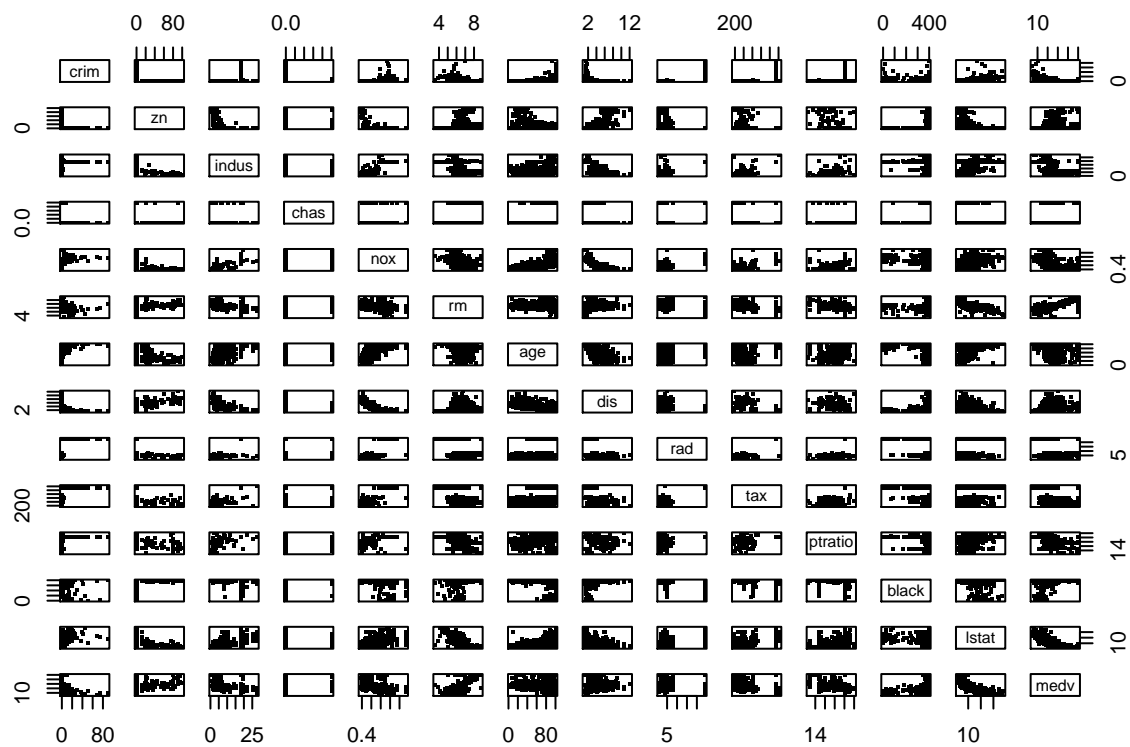 0 80 0.0 4 8 2 12 200 0 400 10
crim 0
0 zn
indus 0
0.0 chas
nox 0.4
4 rm
age 0
2 dis
rad 5
200 tax
ptratio 14
0 black
lstat 10
10 medv
0 80 0 25 0.4 0 80 5 14 10